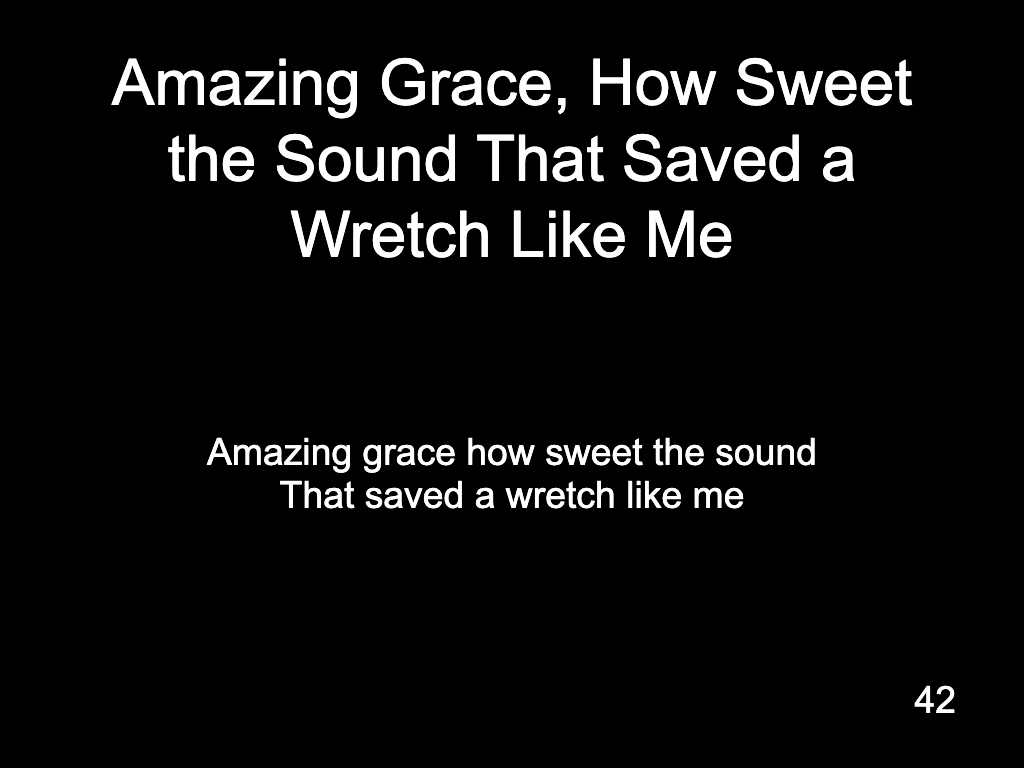 Amazing Grace, How Sweet
the Sound That Saved a
Wretch Like Me
Amazing grace how sweet the sound
That saved a wretch like me
42